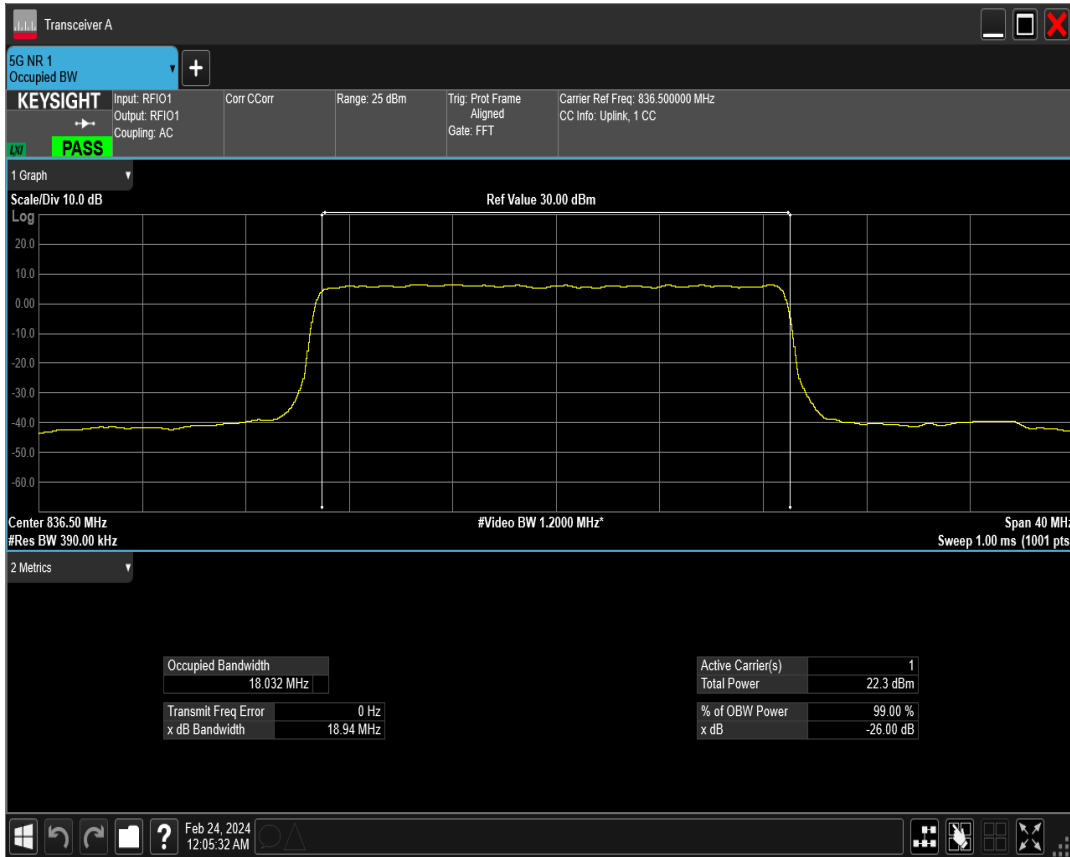 Transceiver A
5G NR 1
Occupied BW
+
KEYSIGHT
LXI
PASS
Input: RFIO1
Output: RFIO1
Coupling: AC
Corr CCorr
Range: 25 dBm
Trig: Prot Frame
Aligned
Gate: FFT
Carrier Ref Freq: 836.500000 MHz
CC Info: Uplink, 1 CC
1 Graph
Scale/Div 10.0 dB
Ref Value 30.00 dBm
Log
20.0
10.0
0.00
-10.0
-20.0
-30.0
-40.0
-50.0
-60.0
Center 836.50 MHz
#Video BW 1.2000 MHz*
Span 40 MHz
#Res BW 390.00 kHz
Sweep 1.00 ms (1001 pts
2 Metrics
Occupied Bandwidth
18.032 MHz
Transmit Freq Error 0 Hz
x dB Bandwidth 18.94 MHz
Active Carrier(s) 1
Total Power 22.3 dBm
% of OBW Power 99.00 %
x dB -26.00 dB
?
Feb 24, 2024
12:05:32 AM